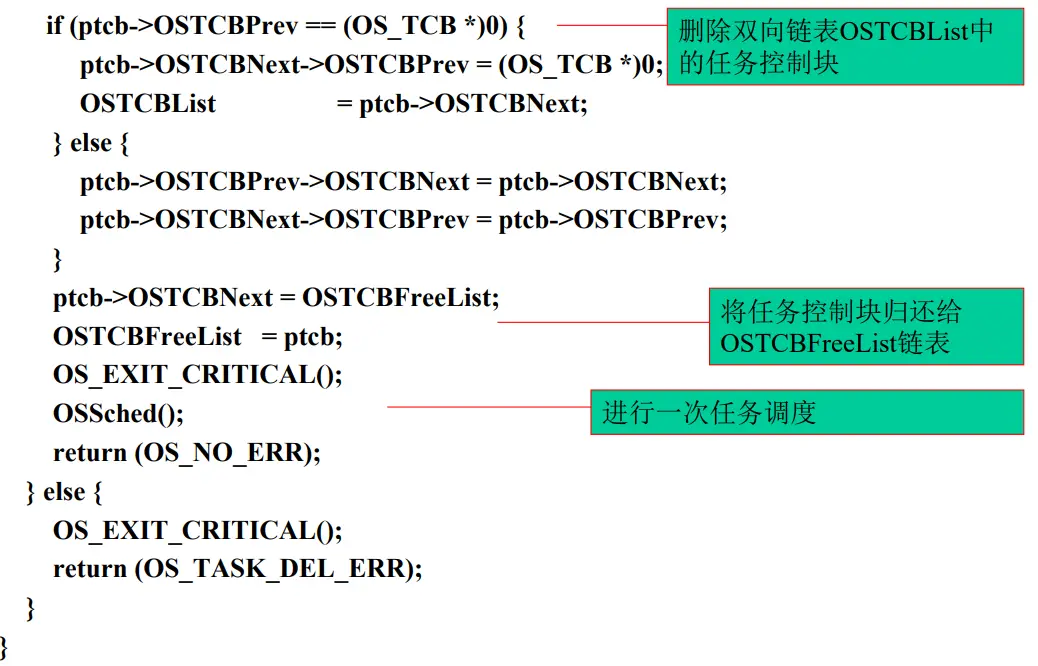 if (ptcb->OSTCBPrev == (OS_TCB *)0) {
删除双向链表OSTCBList中
的任务控制块
ptcb->OSTCBNext->OSTCBPrev = (OS_TCB *)0;
OSTCBList = ptcb->OSTCBNext;
} else {
ptcb->OSTCBPrev->OSTCBNext = ptcb->OSTCBNext;
ptcb->OSTCBNext->OSTCBPrev = ptcb->OSTCBPrev;
}
ptcb->OSTCBNext = OSTCBFreeList;
将任务控制块归还给
OSTCBFreeList链表
OSTCBFreeList = ptcb;
OS_EXIT_CRITICAL();
OSSched();
进行一次任务调度
return (OS_NO_ERR);
} else {
OS_EXIT_CRITICAL();
return (OS_TASK_DEL_ERR);
}
}